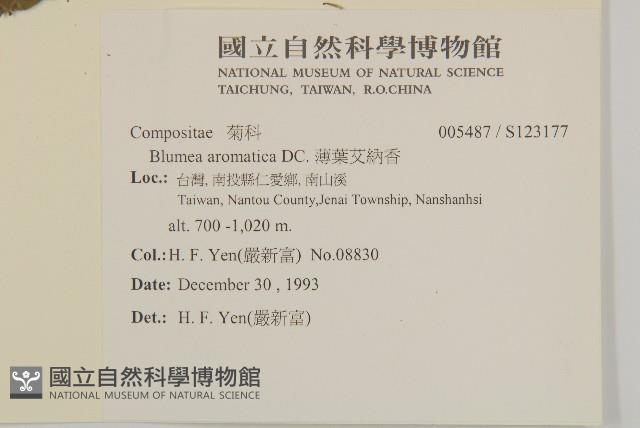 國立自然科學博物館
NATIONAL MUSEUM OF NATURAL SCIENCE
TAICHUNG, TAIWAN, R.O.CHINA
Compositae 菊科 005487 / S123177
Blumea aromatica DC. 薄葉艾納香
Loc.: 台灣, 南投縣仁愛鄉, 南山溪
Taiwan, Nantou County,Jenai Township, Nanshanhsi
alt. 700 -1,020 m.
Col.: H. F. Yen(嚴新富) No.08830
Date: December 30 , 1993
Det.: H. F. Yen(嚴新富)
國立自然科學博物館
NATIONAL MUSEUM OF NATURAL SCIENCE